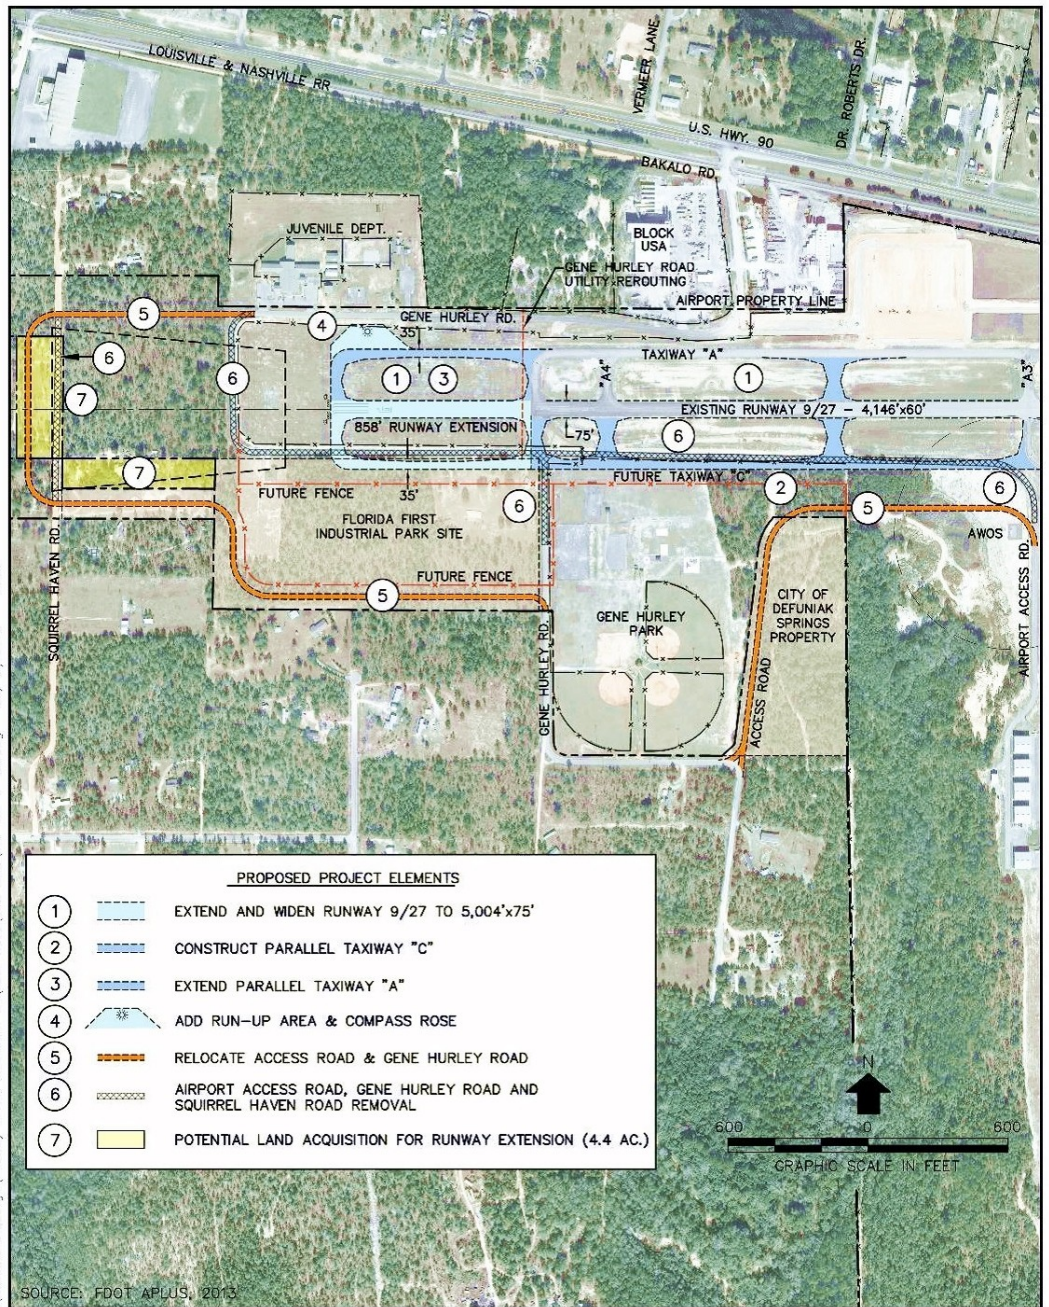 LOUISVILLE & NASHVILLE RR
VERMEER LANE
DR. ROBERTS DR.
U.S. HWY. 90
BAKALO RD.
JUVENILE DEPT.
BLOCK
USA
GENE HURLEY ROAD
UTILITY REROUTING
AIRPORT PROPERTY LINE
5
4
GENE HURLEY RD.
35'
TAXIWAY "A"
6
6
1
3
"A4"
1
"A3"
7
EXISTING RUNWAY 9/27 - 4,146'x60'
858' RUNWAY EXTENSION
75'
6
7
FUTURE FENCE
35'
6
FUTURE TAXIWAY "C"
2
5
6
FLORIDA FIRST
INDUSTRIAL PARK SITE
AWOS
SQUIRREL HAVEN RD.
FUTURE FENCE
5
GENE HURLEY
PARK
CITY OF
DEFUNIAK
SPRINGS
PROPERTY
AIRPORT ACCESS RD.
GENE HURLEY RD.
ACCESS ROAD
PROPOSED PROJECT ELEMENTS
1 EXTEND AND WIDEN RUNWAY 9/27 TO 5,004'x75'
2 CONSTRUCT PARALLEL TAXIWAY "C"
3 EXTEND PARALLEL TAXIWAY "A"
4 ADD RUN-UP AREA & COMPASS ROSE
5 RELOCATE ACCESS ROAD & GENE HURLEY ROAD
6 AIRPORT ACCESS ROAD, GENE HURLEY ROAD AND
SQUIRREL HAVEN ROAD REMOVAL
7 POTENTIAL LAND ACQUISITION FOR RUNWAY EXTENSION (4.4 AC.)
N
600 0 600
GRAPHIC SCALE IN FEET
SOURCE: FDOT APLUS, 2013